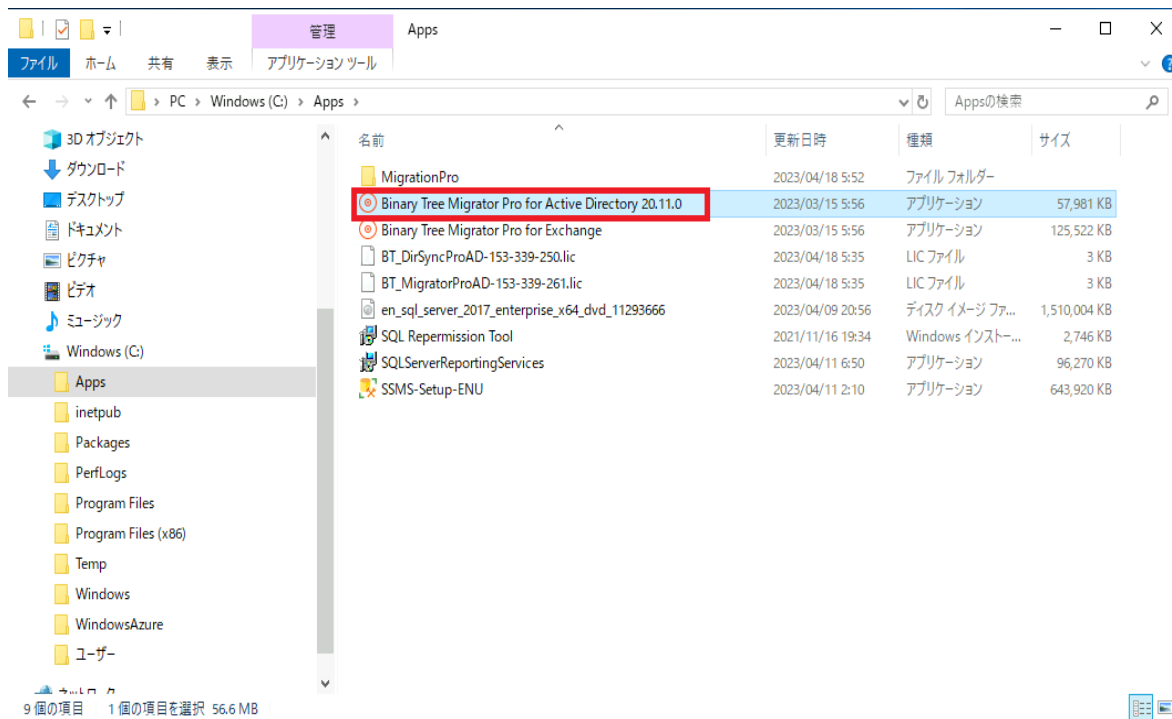 管理 Apps
ファイル ホーム 共有 表示 アプリケーション ツール
PC › Windows (C:) › Apps › Appsの検索
3D オブジェクト
ダウンロード
デスクトップ
ドキュメント
ピクチャ
ビデオ
ミュージック
Windows (C:)
Apps
inetpub
Packages
PerfLogs
Program Files
Program Files (x86)
Temp
Windows
WindowsAzure
ユーザー
名前 更新日時 種類 サイズ
MigrationPro 2023/04/18 5:52 ファイル フォルダー
Binary Tree Migrator Pro for Active Directory 20.11.0 2023/03/15 5:56 アプリケーション 57,981 KB
Binary Tree Migrator Pro for Exchange 2023/03/15 5:56 アプリケーション 125,522 KB
BT_DirSyncProAD-153-339-250.lic 2023/04/18 5:35 LIC ファイル 3 KB
BT_MigratorProAD-153-339-261.lic 2023/04/18 5:35 LIC ファイル 3 KB
en_sql_server_2017_enterprise_x64_dvd_11293666 2023/04/09 20:56 ディスク イメージ ファ... 1,510,004 KB
SQL Repermission Tool 2021/11/16 19:34 Windows インストー... 2,746 KB
SQLServerReportingServices 2023/04/11 6:50 アプリケーション 96,270 KB
SSMS-Setup-ENU 2023/04/11 2:10 アプリケーション 643,920 KB
9 個の項目 1 個の項目を選択 56.6 MB